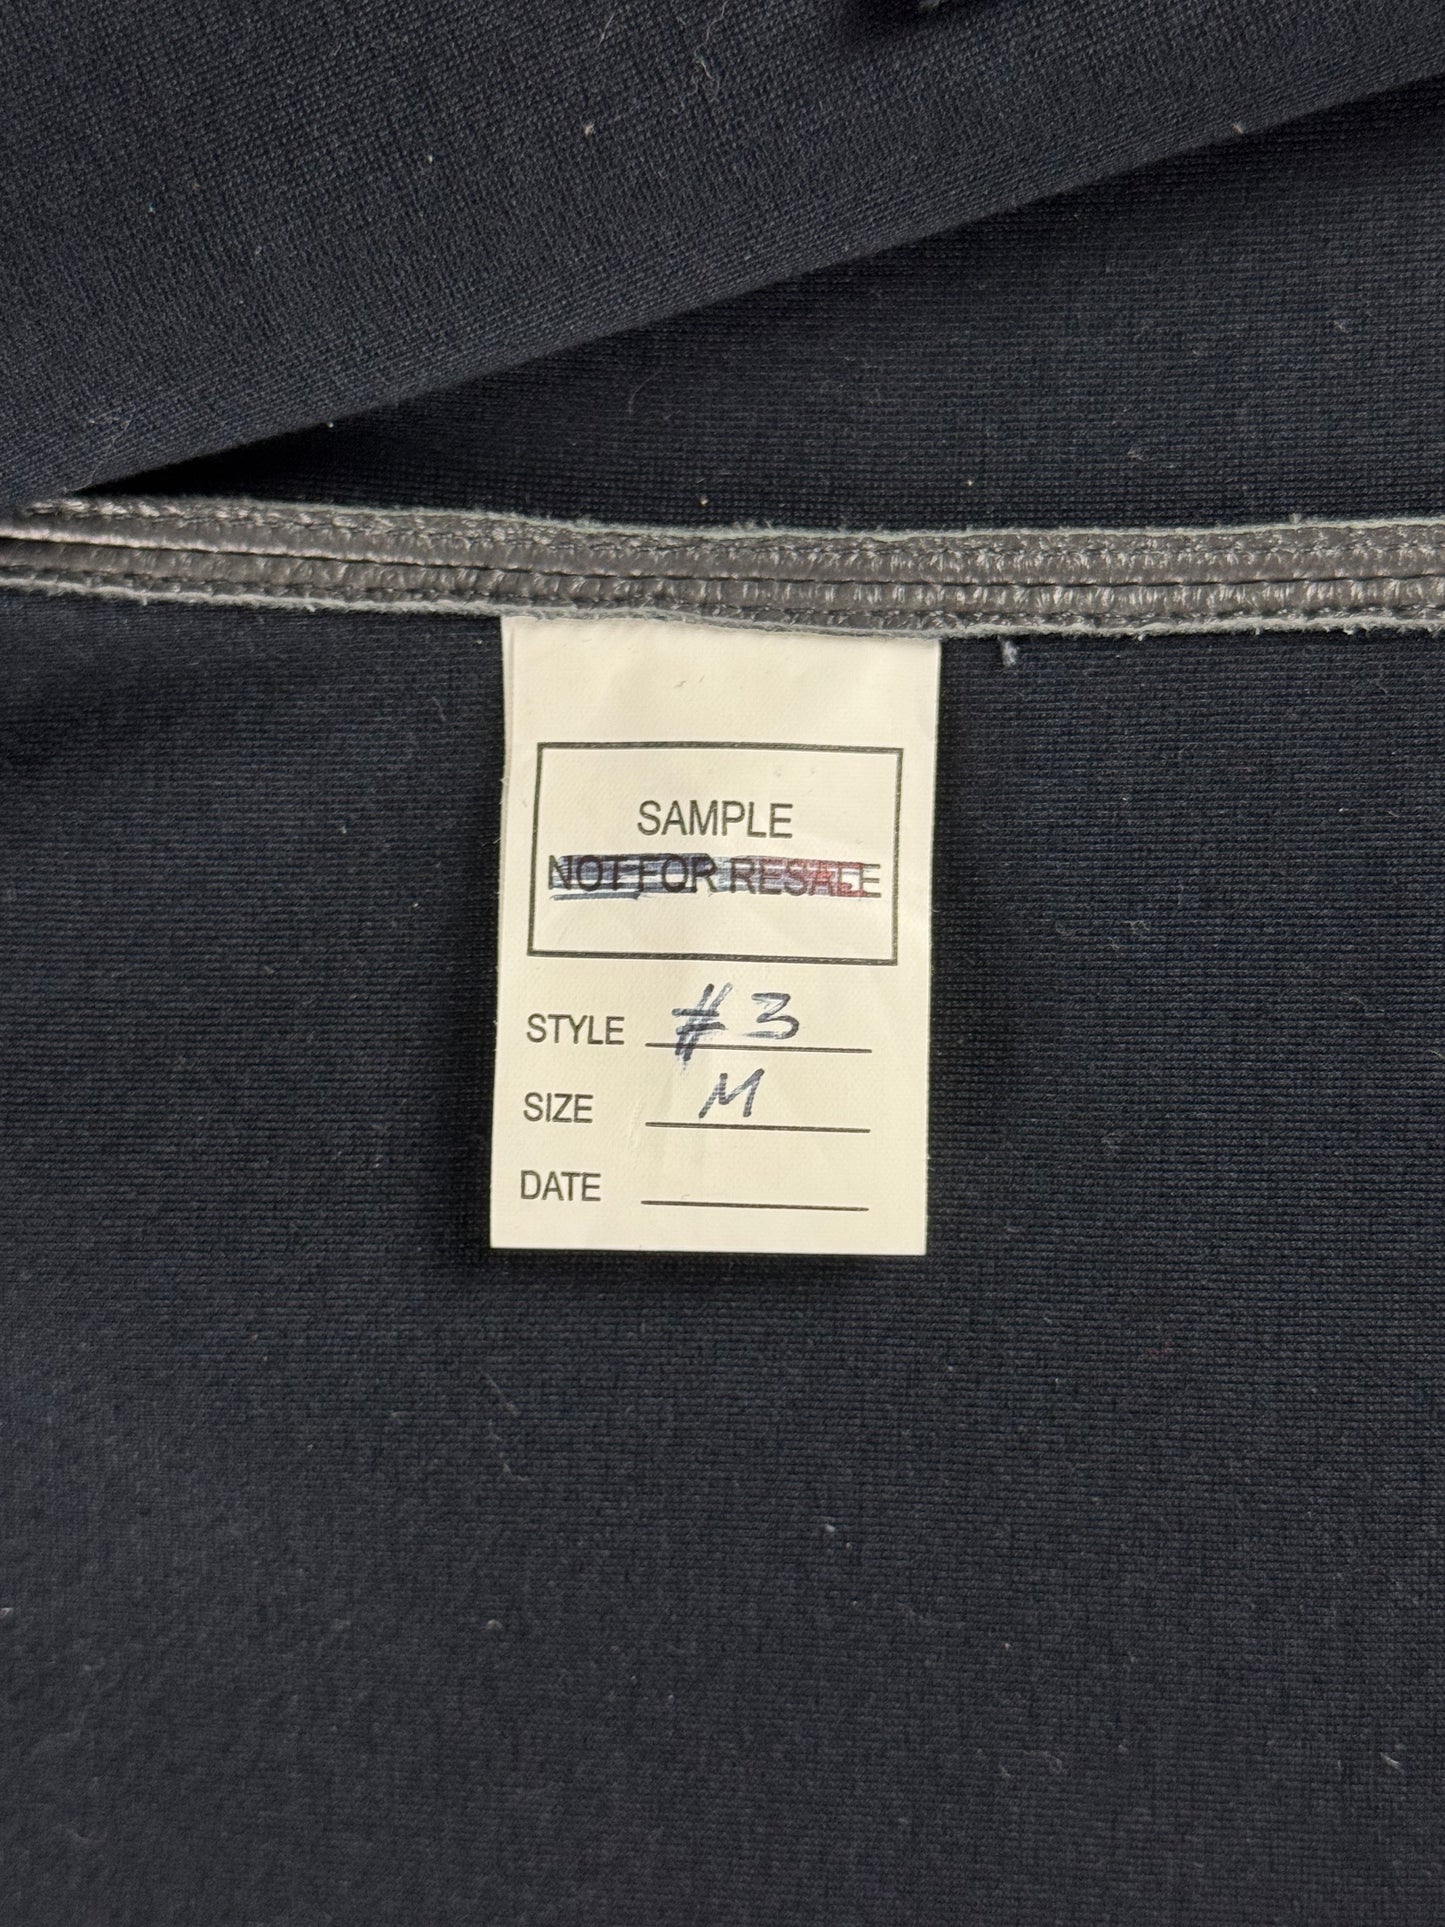 SAMPLE
NOT FOR RESALE
STYLE #3
SIZE M
DATE